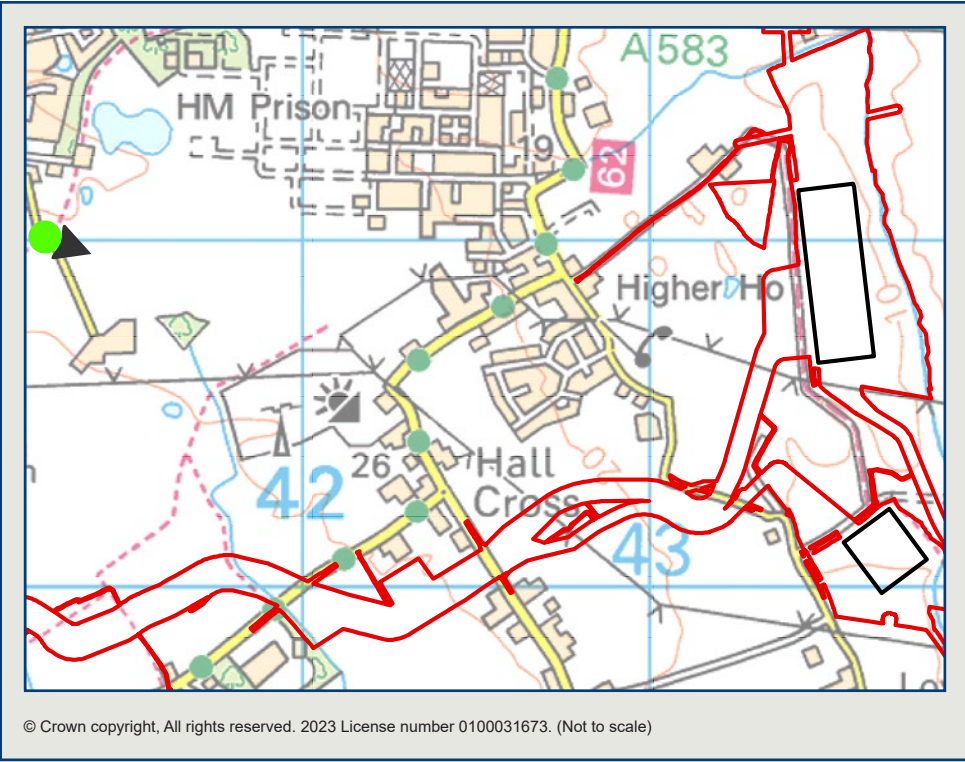 A 583
HM Prison
19
62
Higher Ho
26
Hall
Cross
42
43
© Crown copyright, All rights reserved. 2023 License number 0100031673. (Not to scale)